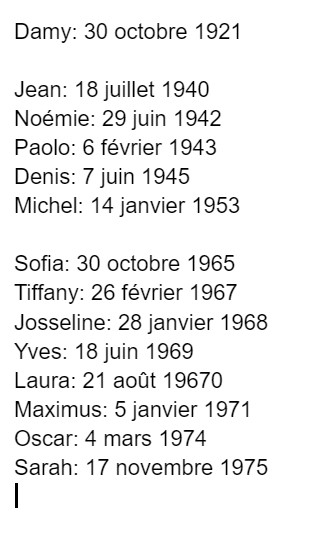 Damy: 30 octobre 1921
Jean: 18 juillet 1940
Noémie: 29 juin 1942
Paolo: 6 février 1943
Denis: 7 juin 1945
Michel: 14 janvier 1953
Sofia: 30 octobre 1965
Tiffany: 26 février 1967
Josseline: 28 janvier 1968
Yves: 18 juin 1969
Laura: 21 août 19670
Maximus: 5 janvier 1971
Oscar: 4 mars 1974
Sarah: 17 novembre 1975